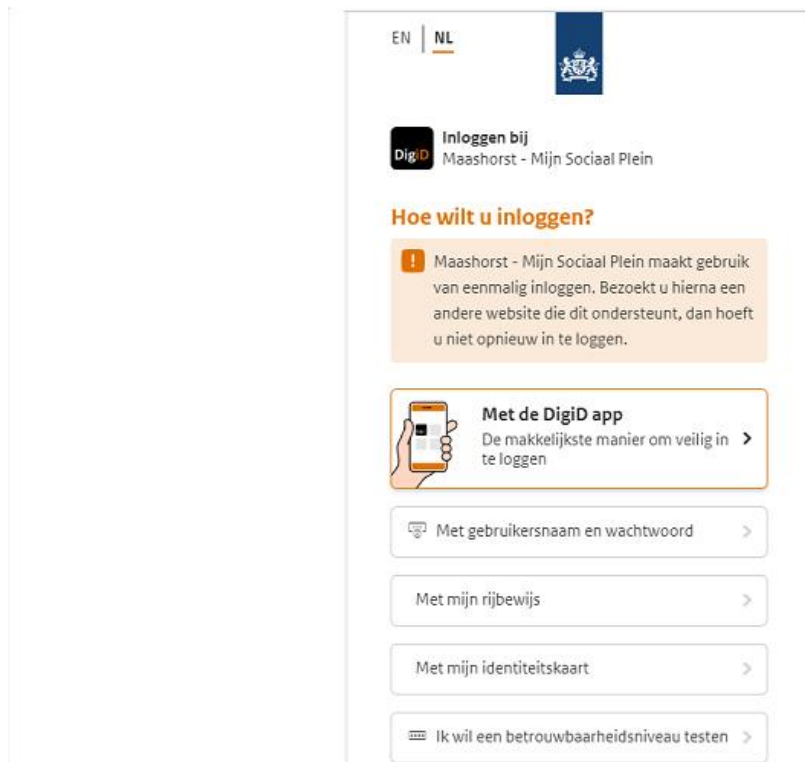 EN | NL
DigiD
Inloggen bij
Maashorst - Mijn Sociaal Plein
Hoe wilt u inloggen?
! Maashorst - Mijn Sociaal Plein maakt gebruik
van eenmalig inloggen. Bezoekt u hierna een
andere website die dit ondersteunt, dan hoeft
u niet opnieuw in te loggen.
Met de DigiD app
De makkelijkste manier om veilig in
te loggen
Met gebruikersnaam en wachtwoord
Met mijn rijbewijs
Met mijn identiteitskaart
Ik wil een betrouwbaarheidsniveau testen